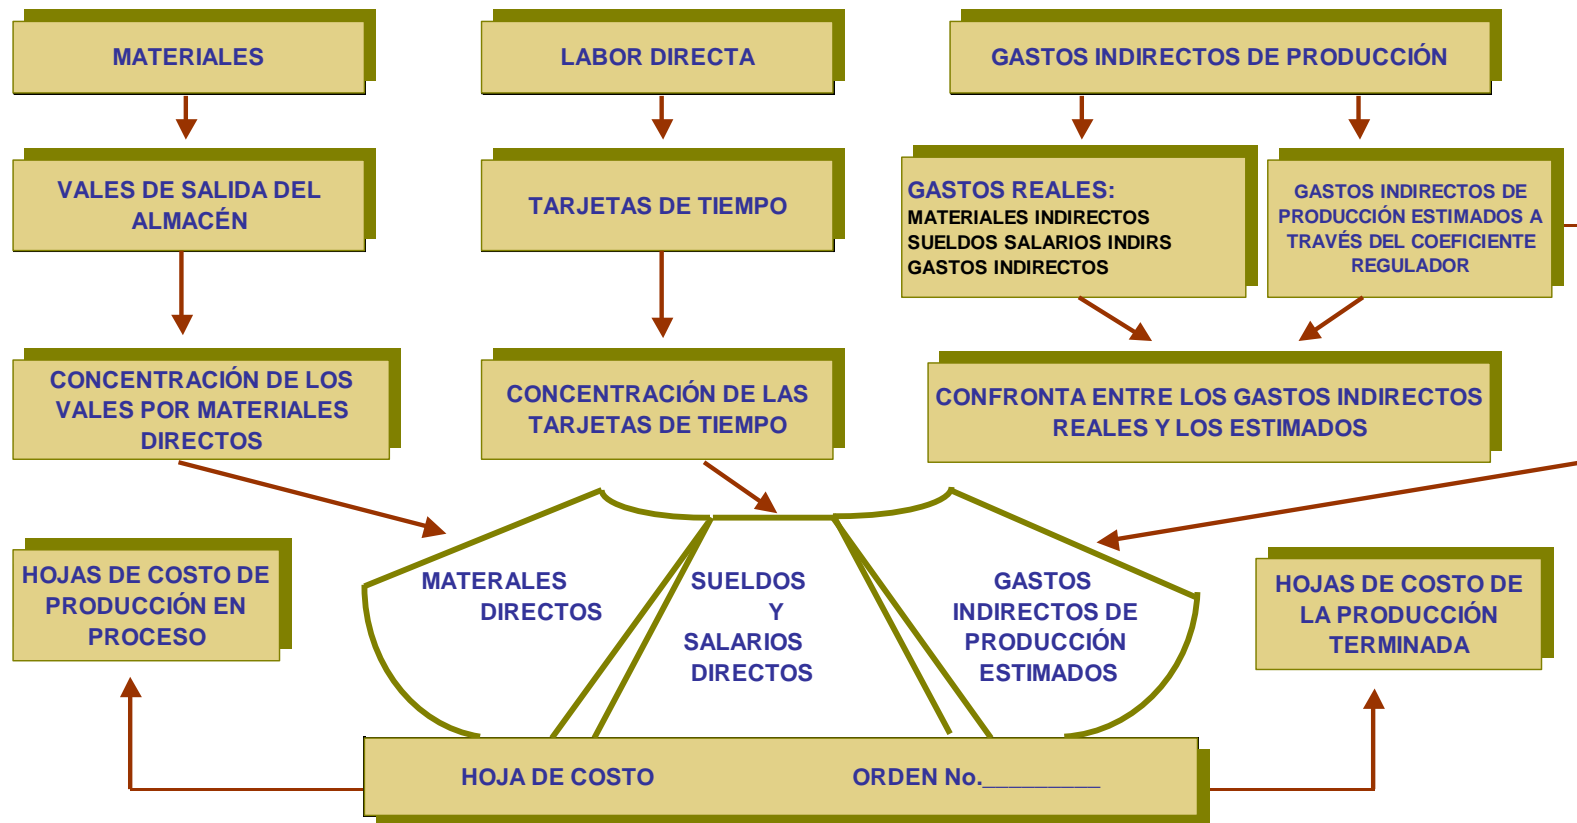 MATERIALES
LABOR DIRECTA
GASTOS INDIRECTOS DE PRODUCCIÓN
VALES DE SALIDA DEL
ALMACÉN
TARJETAS DE TIEMPO
GASTOS REALES:
MATERIALES INDIRECTOS
SUELDOS SALARIOS INDIRS
GASTOS INDIRECTOS
GASTOS INDIRECTOS DE
PRODUCCIÓN ESTIMADOS A
TRAVÉS DEL COEFICIENTE
REGULADOR
CONCENTRACIÓN DE LOS
VALES POR MATERIALES
DIRECTOS
CONCENTRACIÓN DE LAS
TARJETAS DE TIEMPO
CONFRONTA ENTRE LOS GASTOS INDIRECTOS
REALES Y LOS ESTIMADOS
HOJAS DE COSTO DE
PRODUCCIÓN EN
PROCESO
MATERALES
DIRECTOS
SUELDOS
Y
SALARIOS
DIRECTOS
GASTOS
INDIRECTOS DE
PRODUCCIÓN
ESTIMADOS
HOJAS DE COSTO DE
LA PRODUCCIÓN
TERMINADA
HOJA DE COSTO ORDEN No._________